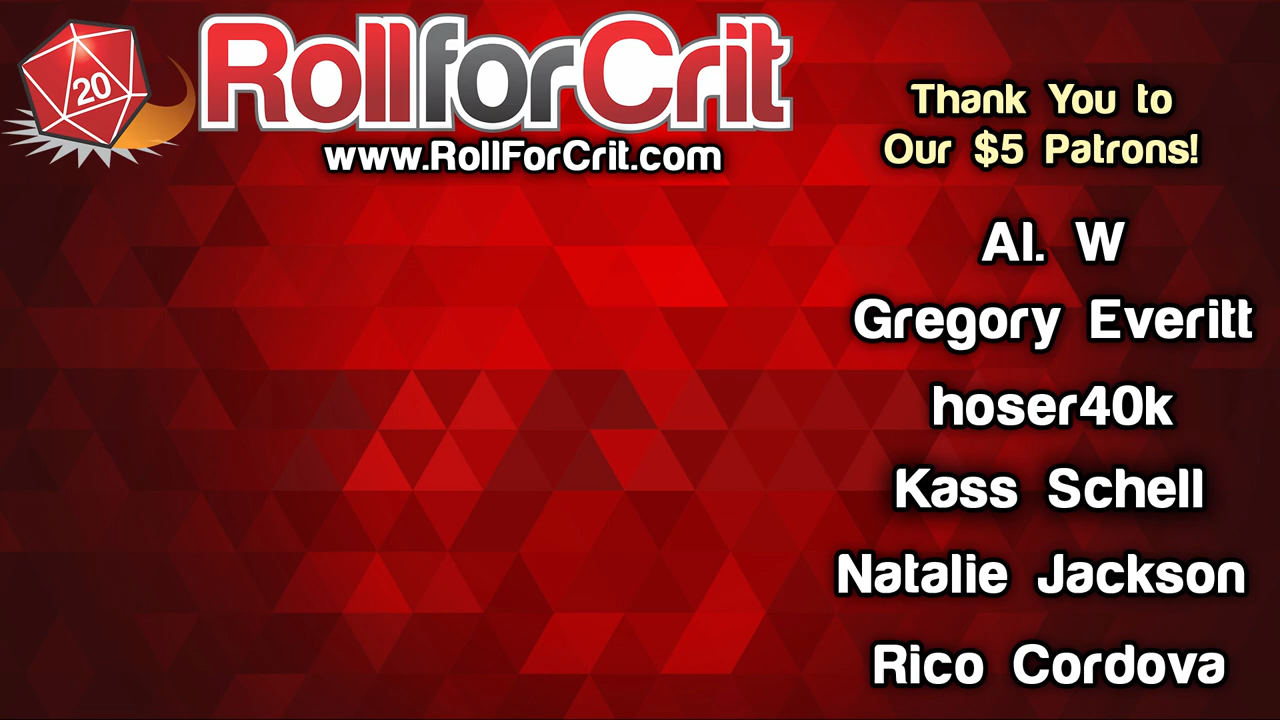 20
RollforCrit
www.RollForCrit.com
Thank You to
Our $5 Patrons!
Al. W
Gregory Everitt
hoser40k
Kass Schell
Natalie Jackson
Rico Cordova